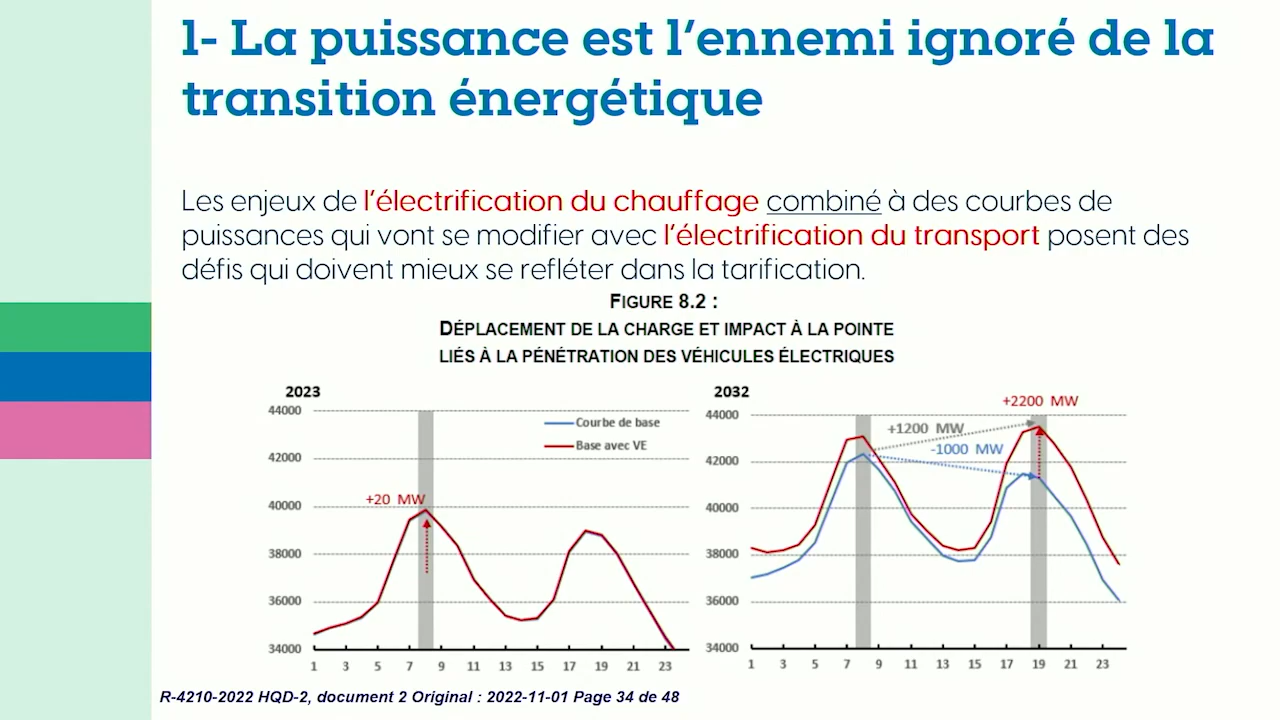 1- La puissance est l'ennemi ignoré de la
transition énergétique
Les enjeux de l'électrification du chauffage combiné à des courbes de
puissances qui vont se modifier avec l'électrification du transport posent des
défis qui doivent mieux se refléter dans la tarification.
FIGURE 8.2 :
DÉPLACEMENT DE LA CHARGE ET IMPACT À LA POINTE
LIÉS À LA PÉNÉTRATION DES VÉHICULES ÉLECTRIQUES
2023
44000
42000
40000
38000
36000
34000
Courbe de base
Base avec VE
+20 MW
1 3 5 7 9 11 13 15 17 19 21 23
2032
44000
42000
40000
38000
36000
34000
+2200 MW
+1200 MW
-1000 MW
1 3 5 7 9 11 13 15 17 19 21 23
R-4210-2022 HQD-2, document 2 Original : 2022-11-01 Page 34 de 48